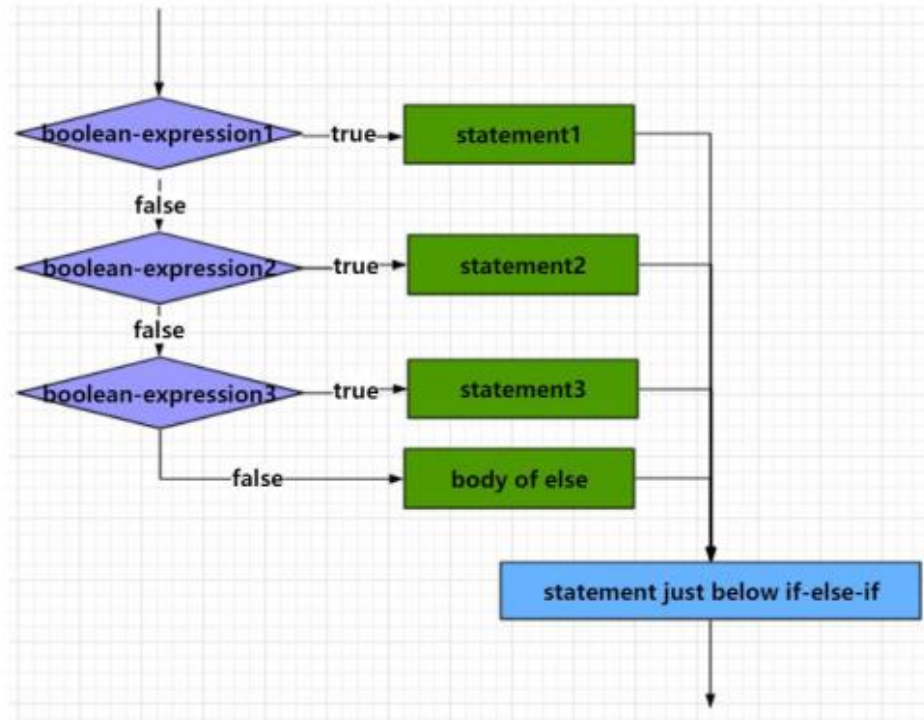 boolean-expression1
true
statement1
false
boolean-expression2
true
statement2
false
boolean-expression3
true
statement3
false
body of else
statement just below if-else-if